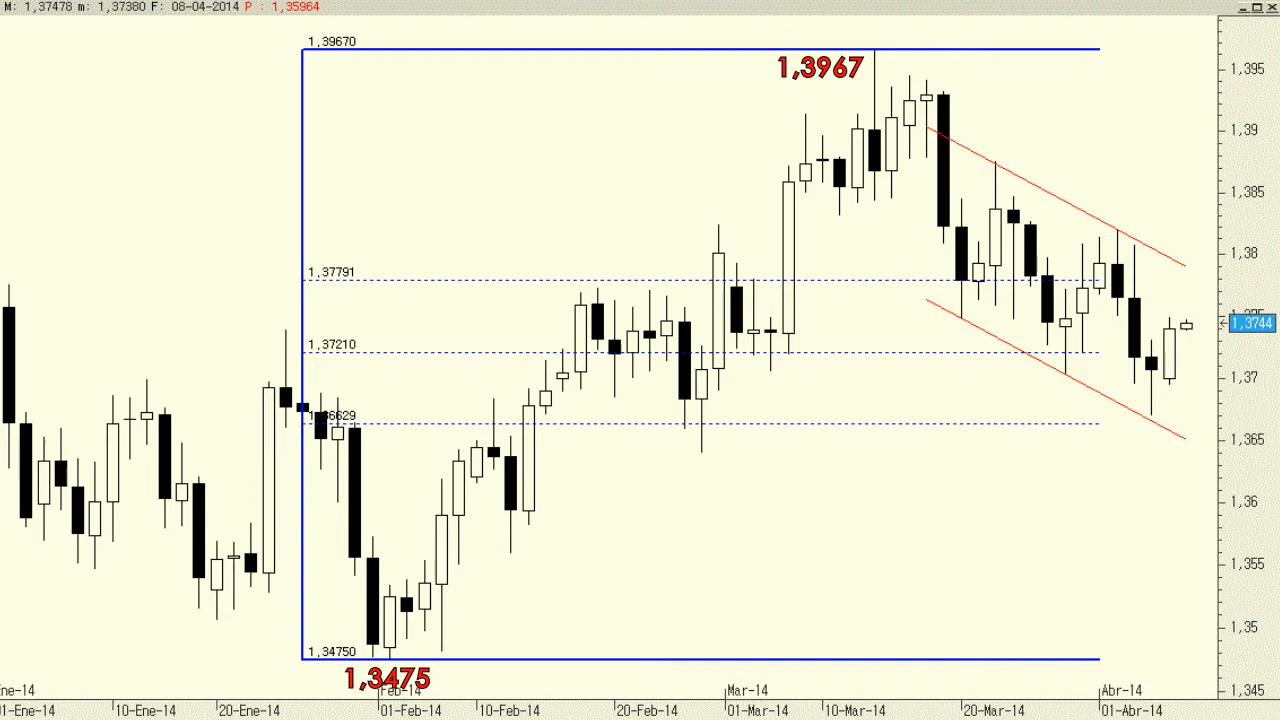 M: 1,37478 m: 1,37380 F: 08-04-2014 P : 1,35964
1,39670
1,3967
1,395
1,39
1,385
1,38
1,37791
1,3744
1,37210
1,37
1,36629
1,365
1,36
1,355
1,35
1,34750
1,3475
1,345
Feb-14
Mar-14
Abr-14
10-Ene-14
20-Ene-14
01-Feb-14
10-Feb-14
20-Feb-14
01-Mar-14
10-Mar-14
20-Mar-14
01-Abr-14